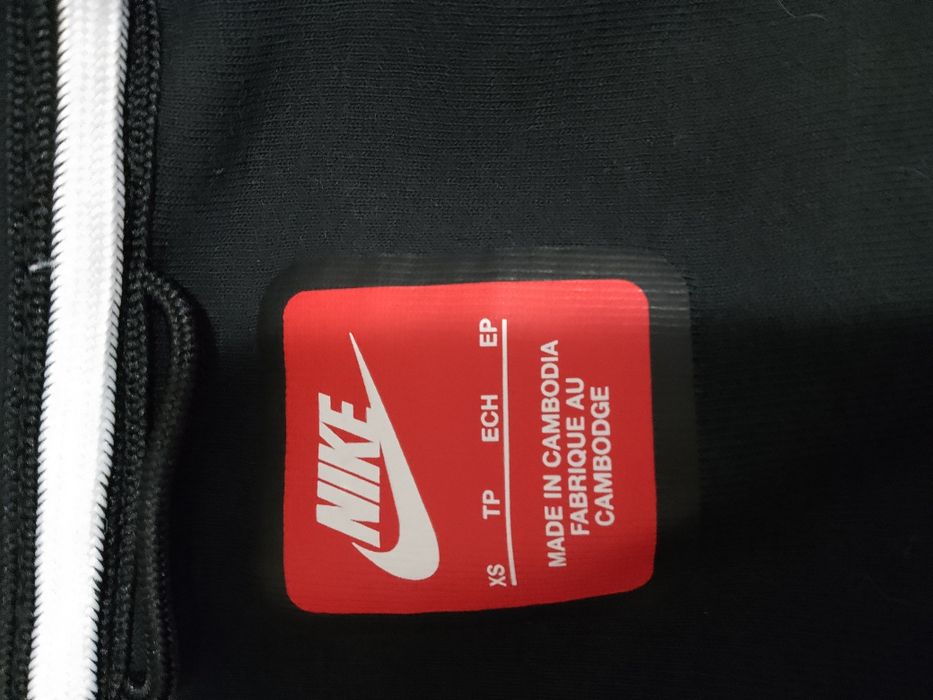 NIKE
XS TP ECH EP
MADE IN CAMBODIA
FABRIQUE AU
CAMBODGE